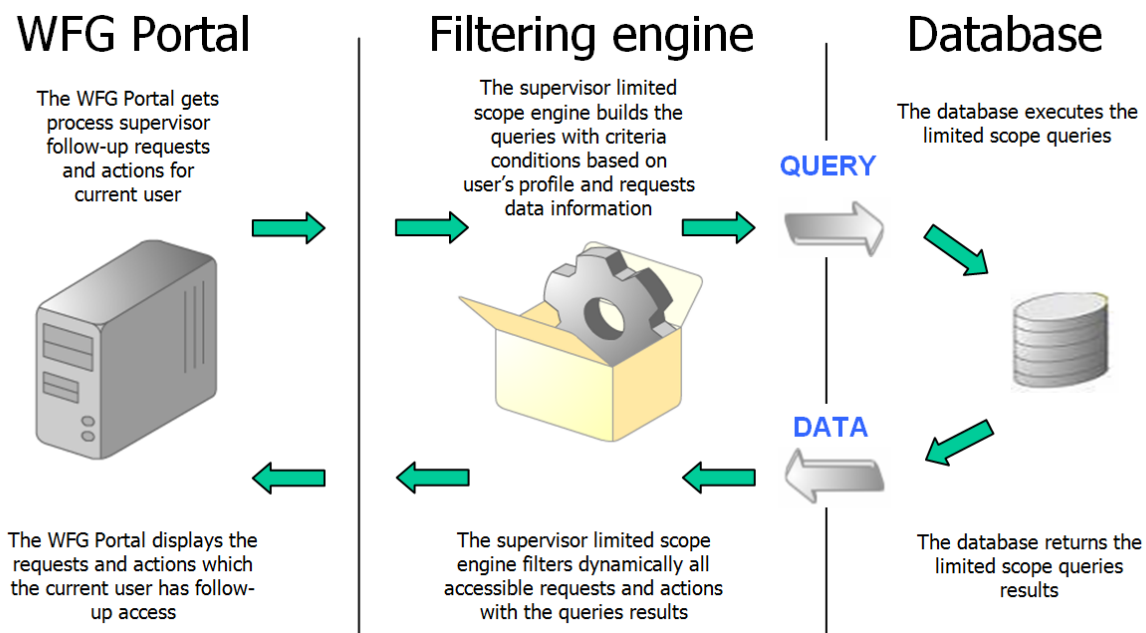 WFG Portal
Filtering engine
Database
The WFG Portal gets
process supervisor
follow-up requests
and actions for
current user
The supervisor limited
scope engine builds the
queries with criteria
conditions based on
user's profile and requests
data information
The database executes the
limited scope queries
QUERY
DATA
The WFG Portal displays the
requests and actions which
the current user has follow-
up access
The supervisor limited scope
engine filters dynamically all
accessible requests and actions
with the queries results
The database returns the
limited scope queries
results